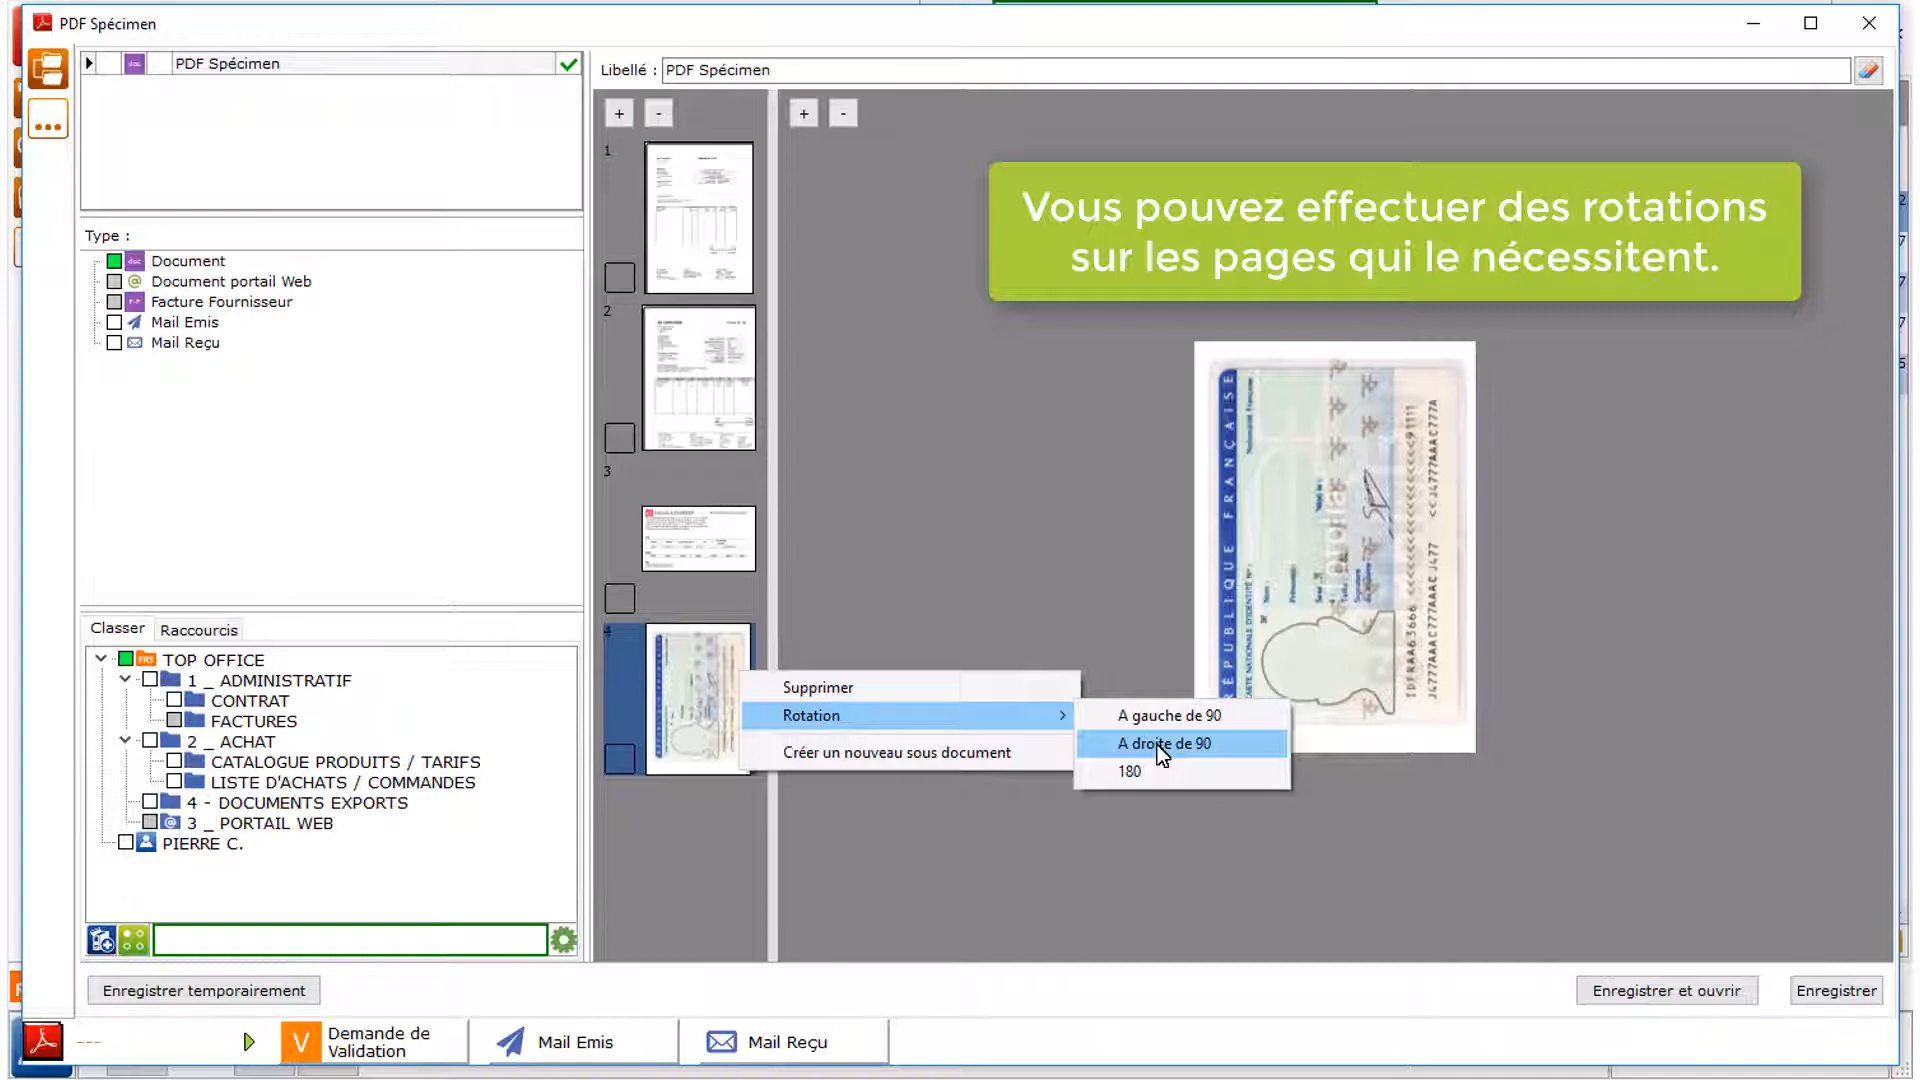 PDF Spécimen
PDF Spécimen
Libellé : PDF Spécimen
+ -
+ -
Vous pouvez effectuer des rotations
sur les pages qui le nécessitent.
Type :
Document
Document portail Web
Facture Fournisseur
Mail Emis
Mail Reçu
1
2
3
4
RÉPUBLIQUE FRANÇAISE
Supprimer
Rotation
Créer un nouveau sous document
A gauche de 90
A droite de 90
180
Classer
Raccourcis
TOP OFFICE
1 _ ADMINISTRATIF
CONTRAT
FACTURES
2 _ ACHAT
CATALOGUE PRODUITS / TARIFS
LISTE D'ACHATS / COMMANDES
4 - DOCUMENTS EXPORTS
3 _ PORTAIL WEB
PIERRE C.
Enregistrer temporairement
Enregistrer et ouvrir
Enregistrer
---
Demande de
Validation
Mail Emis
Mail Reçu